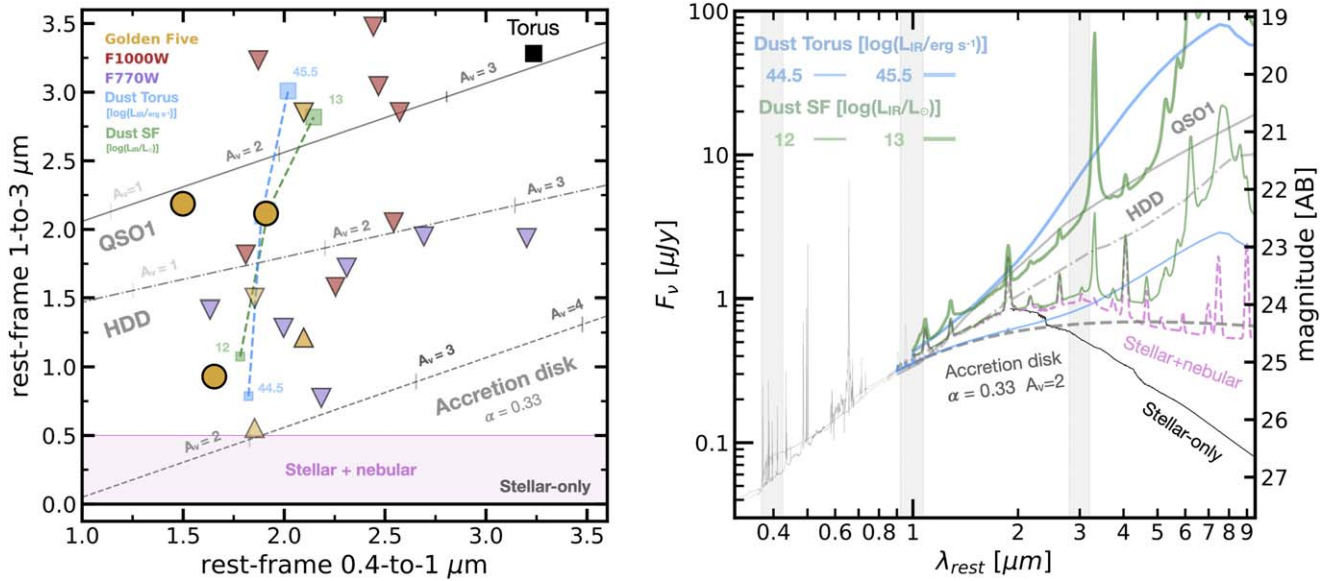 3.5
3.0
2.5
2.0
1.5
1.0
0.5
0.0
rest-frame 1-to-3 μm
1.0 1.5 2.0 2.5 3.0 3.5
rest-frame 0.4-to-1 μm
Golden Five
F1000W
F770W
Dust Torus
[log(L_IR/erg s⁻¹)]
Dust SF
[log(L_IR/L⊙)]
Torus
45.5
13
A_v = 3
A_v = 2
A_v=1
QSO1
A_v = 3
A_v = 2
A_v = 1
HDD
12
44.5
A_v=4
A_v = 3
A_v = 2
Accretion disk
α = 0.33
Stellar + nebular
Stellar-only
100
10
1
0.1
F_ν [μJy]
0.4 0.6 0.8 1 2 3 4 5 6 7 8 9
λ_rest [μm]
19
20
21
22
23
24
25
26
27
magnitude [AB]
Dust Torus [log(L_IR/erg s⁻¹)]
44.5 45.5
Dust SF [log(L_IR/L⊙)]
12 13
QSO1
HDD
Accretion disk
α = 0.33 A_v=2
Stellar+nebular
Stellar-only